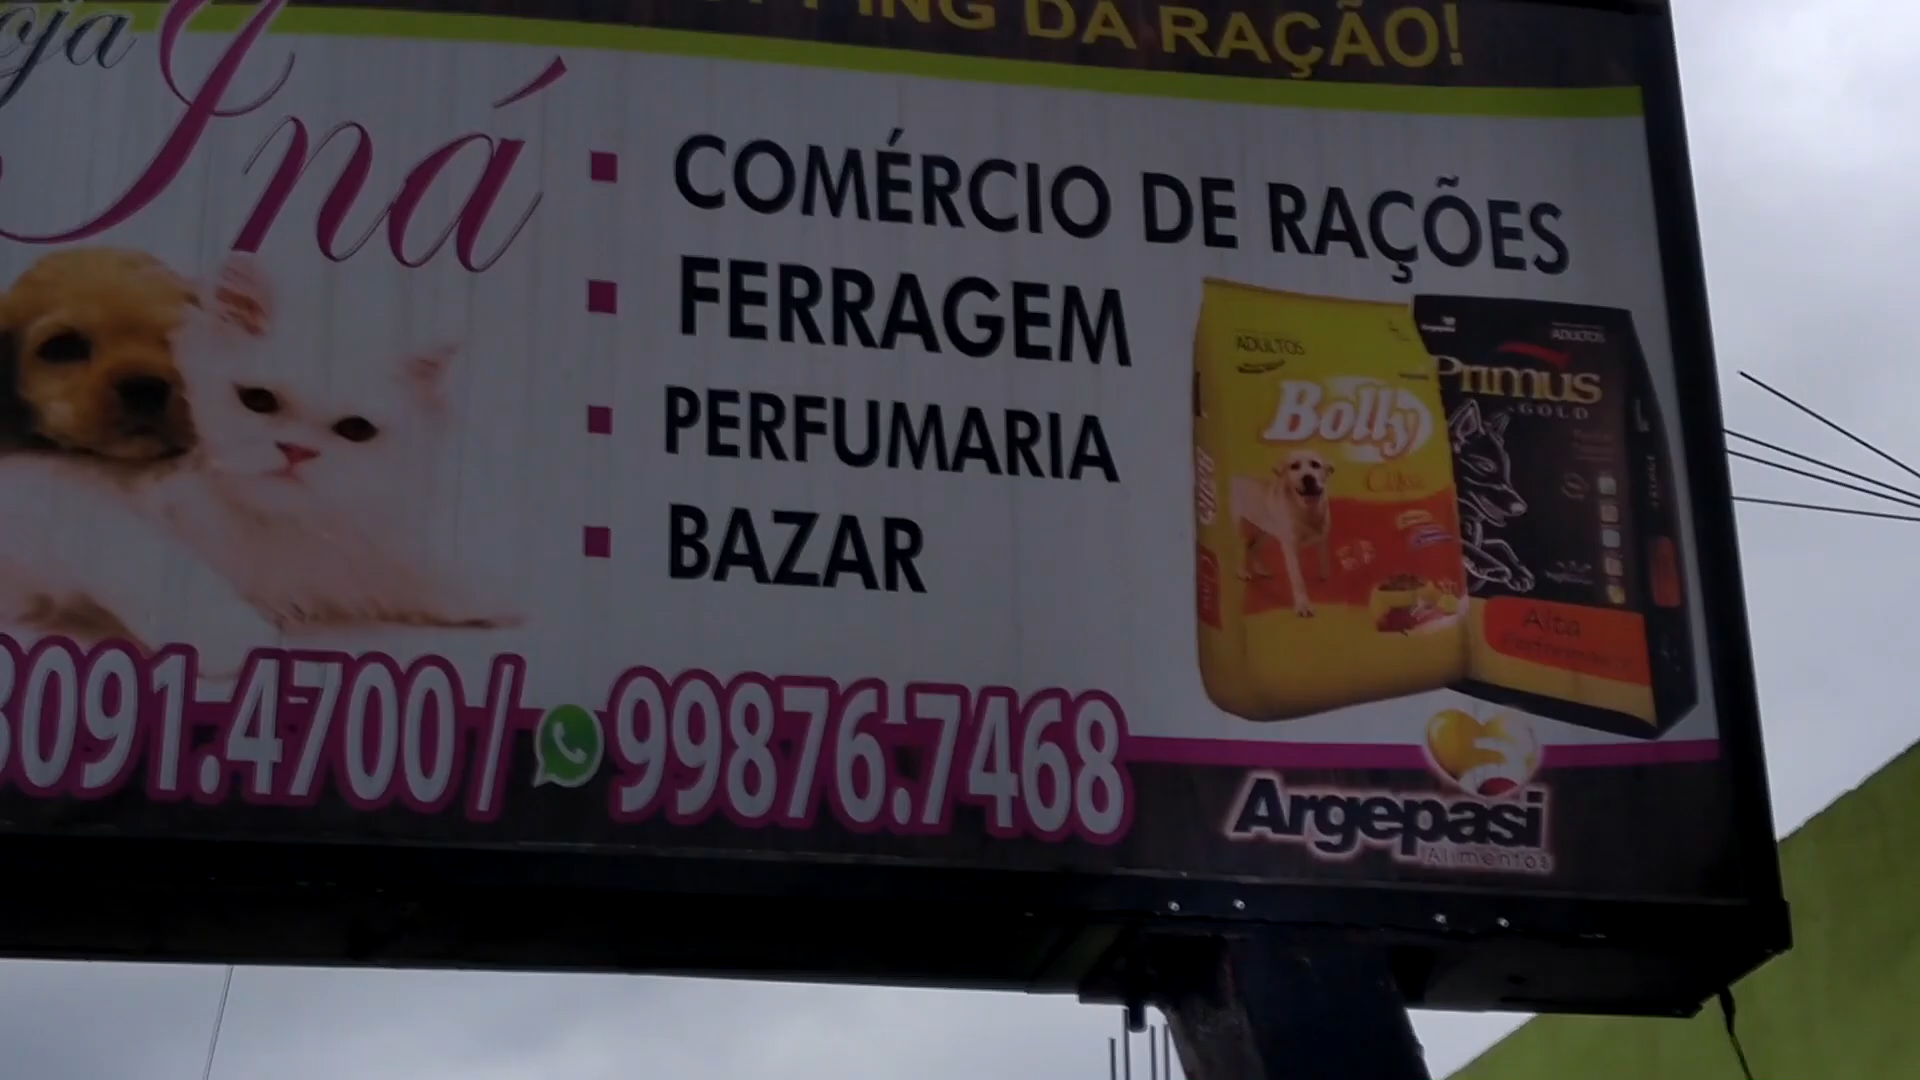 DA RAÇÃO!
Iná
COMÉRCIO DE RAÇÕES
FERRAGEM
PERFUMARIA
BAZAR
ADULTOS
Bolly
ADULTOS
Primus
GOLD
Alta
Performance
3091.4700 / 99876.7468
Argepasi
Alimentos